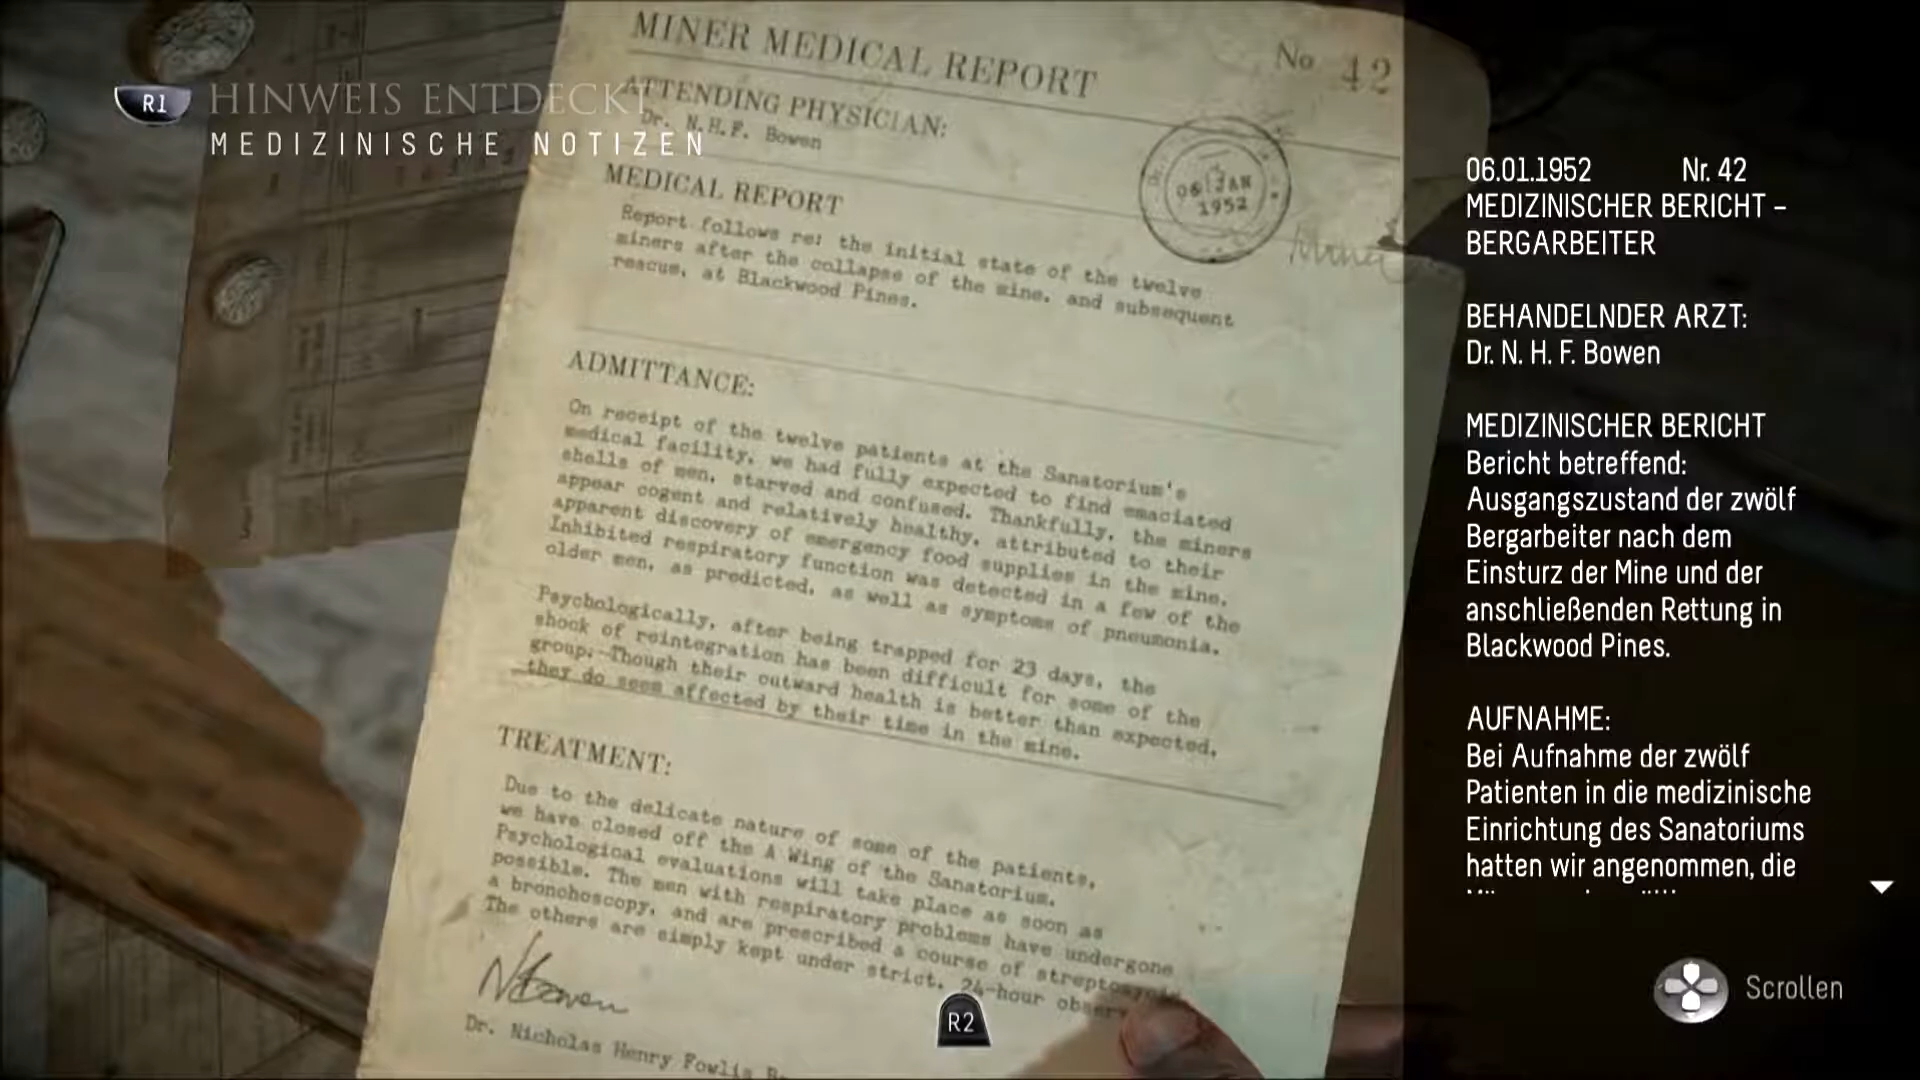 MINER MEDICAL REPORT
No 42
R1 HINWEIS ENTDECKT
MEDIZINISCHE NOTIZEN
ATTENDING PHYSICIAN:
Dr. N.H.F. Bowen
06 JAN
1952
MEDICAL REPORT
Report follows re: the initial state of the twelve
miners after the collapse of the mine, and subsequent
rescue, at Blackwood Pines.
ADMITTANCE:
On receipt of the twelve patients at the Sanatorium's
medical facility, we had fully expected to find emaciated
shells of men, starved and confused. Thankfully, the miners
appear cogent and relatively healthy, attributed to their
apparent discovery of emergency food supplies in the mine.
Inhibited respiratory function was detected in a few of the
older men, as predicted, as well as symptoms of pneumonia.
Psychologically, after being trapped for 23 days, the
shock of reintegration has been difficult for some of the
group. Though their outward health is better than expected,
they do seem affected by their time in the mine.
TREATMENT:
Due to the delicate nature of some of the patients,
we have closed off the A Wing of the Sanatorium.
Psychological evaluations will take place as soon as
possible. The men with respiratory problems have undergone
a bronchoscopy, and are prescribed a course of
The others are simply kept under strict, 24-hour
NBowen
Dr. Nicholas Henry Fowlis
R2
06.01.1952 Nr. 42
MEDIZINISCHER BERICHT –
BERGARBEITER
BEHANDELNDER ARZT:
Dr. N. H. F. Bowen
MEDIZINISCHER BERICHT
Bericht betreffend:
Ausgangszustand der zwölf
Bergarbeiter nach dem
Einsturz der Mine und der
anschließenden Rettung in
Blackwood Pines.
AUFNAHME:
Bei Aufnahme der zwölf
Patienten in die medizinische
Einrichtung des Sanatoriums
hatten wir angenommen, die
Scrollen